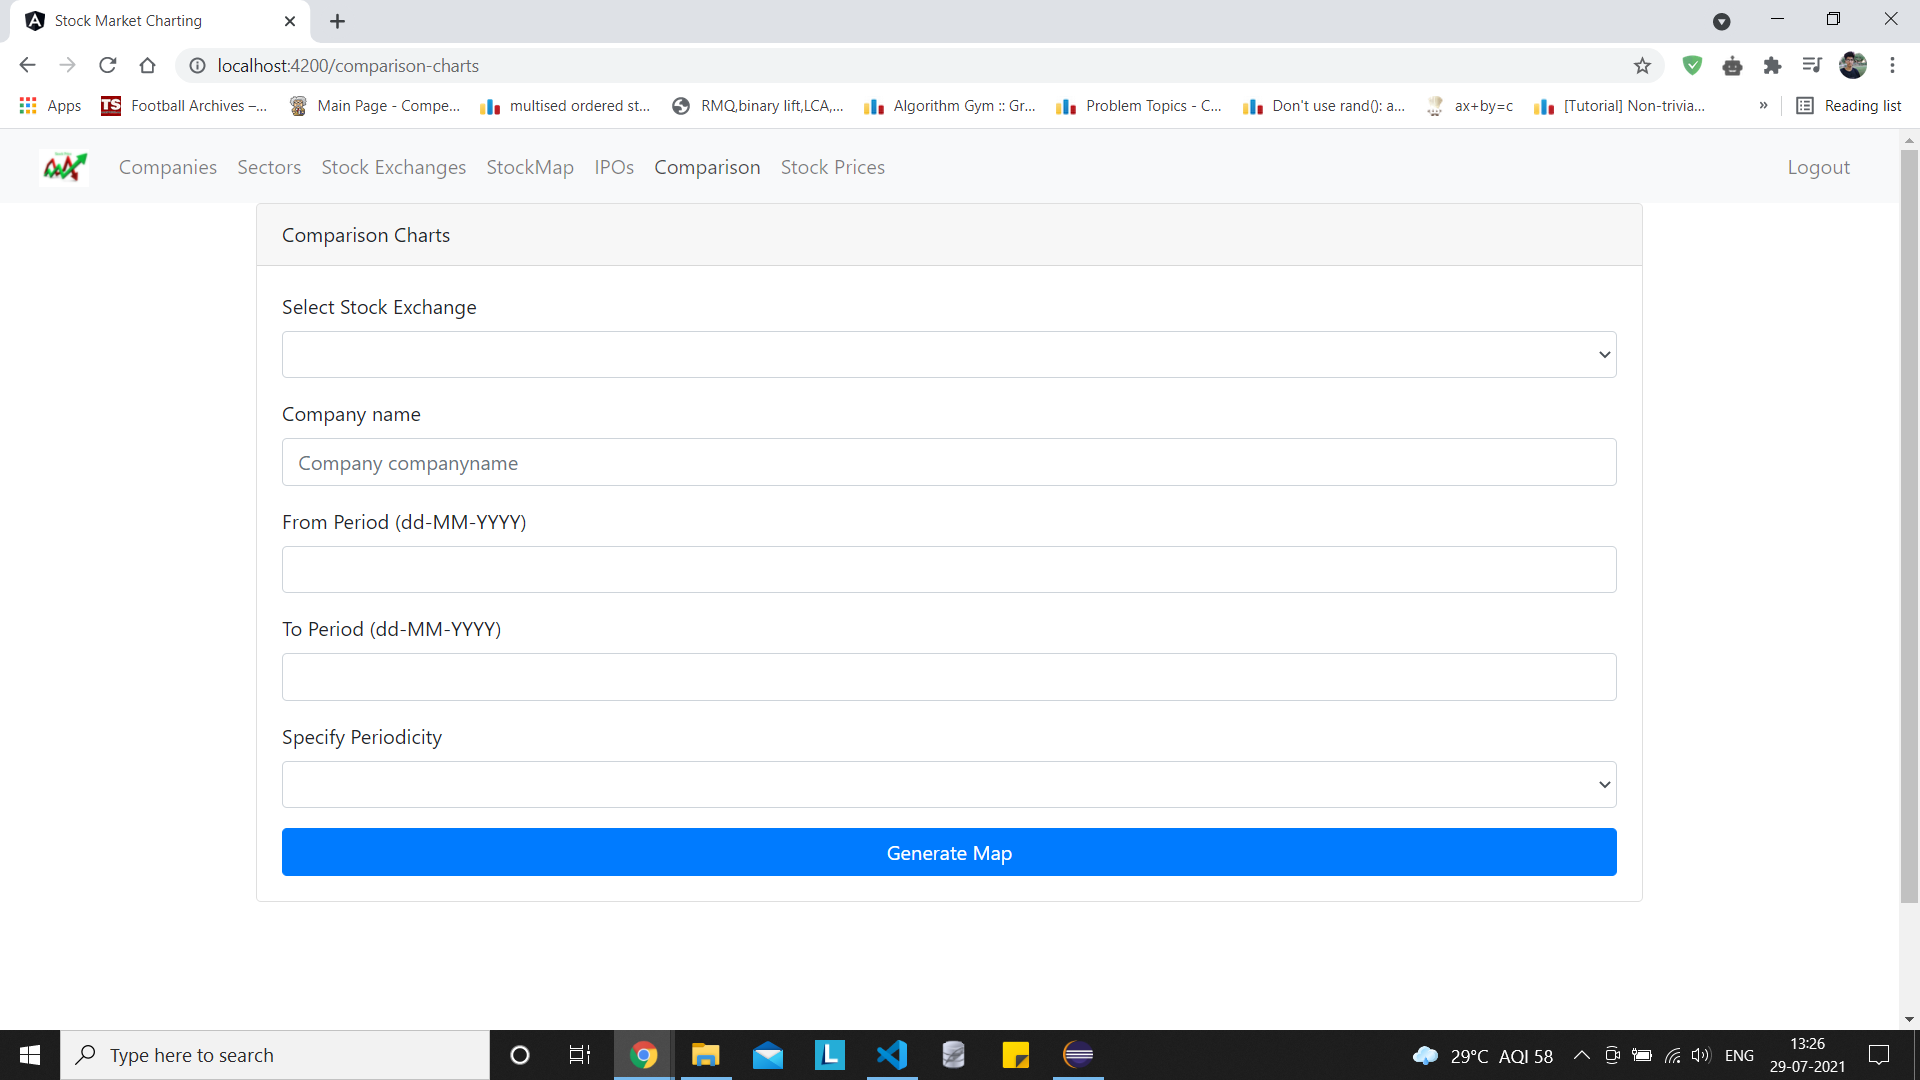 Stock Market Charting
localhost:4200/comparison-charts
Apps
TS Football Archives –...
Main Page - Compe...
multised ordered st...
RMQ,binary lift,LCA,...
Algorithm Gym :: Gr...
Problem Topics - C...
Don't use rand(): a...
ax+by=c
[Tutorial] Non-trivia...
»
Reading list
Companies Sectors Stock Exchanges StockMap IPOs Comparison Stock Prices Logout
Comparison Charts
Select Stock Exchange
Company name
Company companyname
From Period (dd-MM-YYYY)
To Period (dd-MM-YYYY)
Specify Periodicity
Generate Map
Type here to search
L
29°C AQI 58
ENG
13:26
29-07-2021